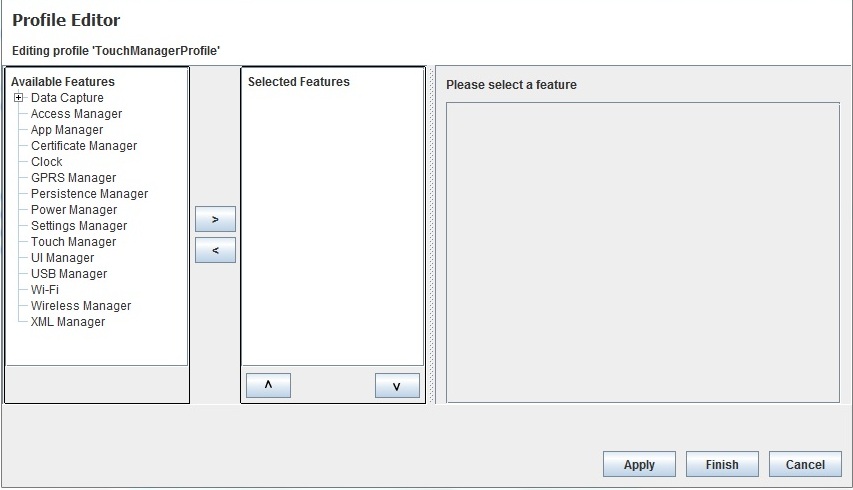 Profile Editor
Editing profile 'TouchManagerProfile'
Available Features
Data Capture
Access Manager
App Manager
Certificate Manager
Clock
GPRS Manager
Persistence Manager
Power Manager
Settings Manager
Touch Manager
UI Manager
USB Manager
Wi-Fi
Wireless Manager
XML Manager
>
<
Selected Features
^
v
Please select a feature
Apply
Finish
Cancel